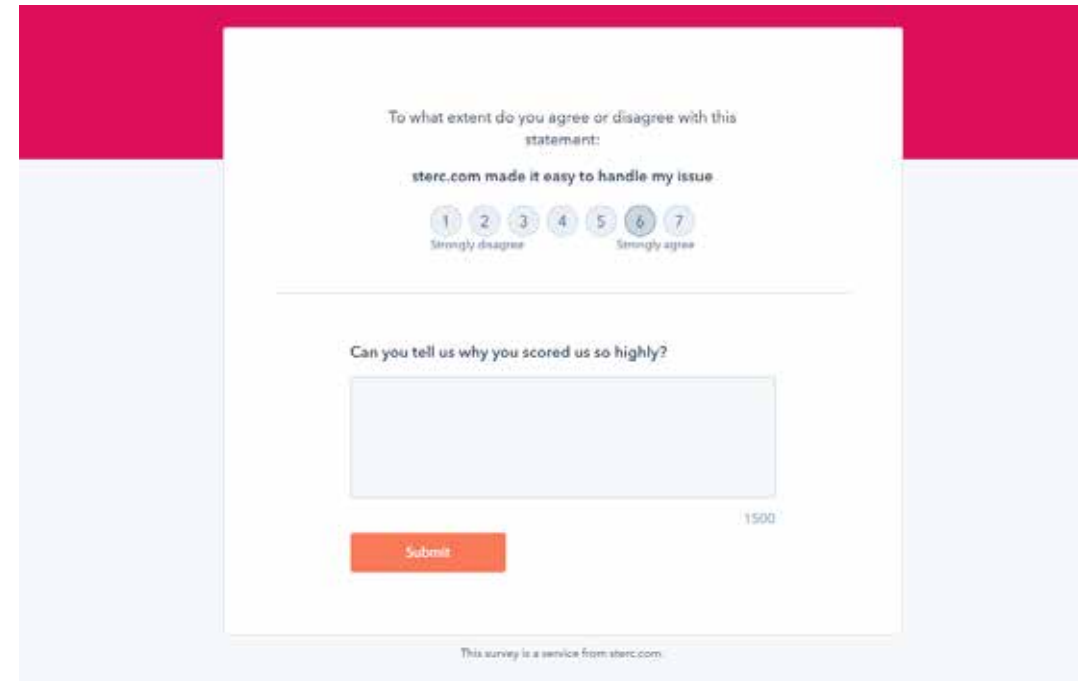 To what extent do you agree or disagree with this
statement:
sterc.com made it easy to handle my issue
1 2 3 4 5 6 7
Strongly disagree Strongly agree
Can you tell us why you scored us so highly?
1500
Submit
This survey is a service from sterc.com.